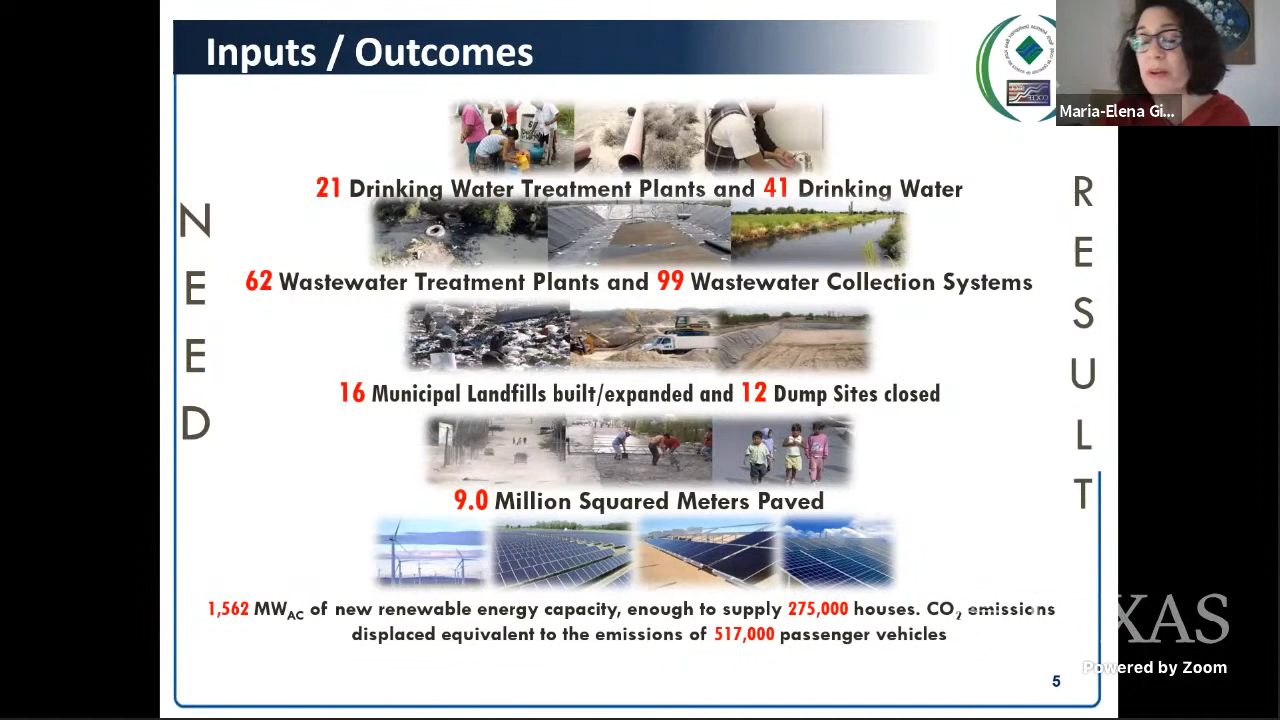 Inputs / Outcomes
Maria-Elena Gi...
21 Drinking Water Treatment Plants and 41 Drinking Water
NEED
RESULT
62 Wastewater Treatment Plants and 99 Wastewater Collection Systems
16 Municipal Landfills built/expanded and 12 Dump Sites closed
9.0 Million Squared Meters Paved
1,562 MWAC of new renewable energy capacity, enough to supply 275,000 houses. CO2 emissions
displaced equivalent to the emissions of 517,000 passenger vehicles
XAS
Powered by Zoom
5